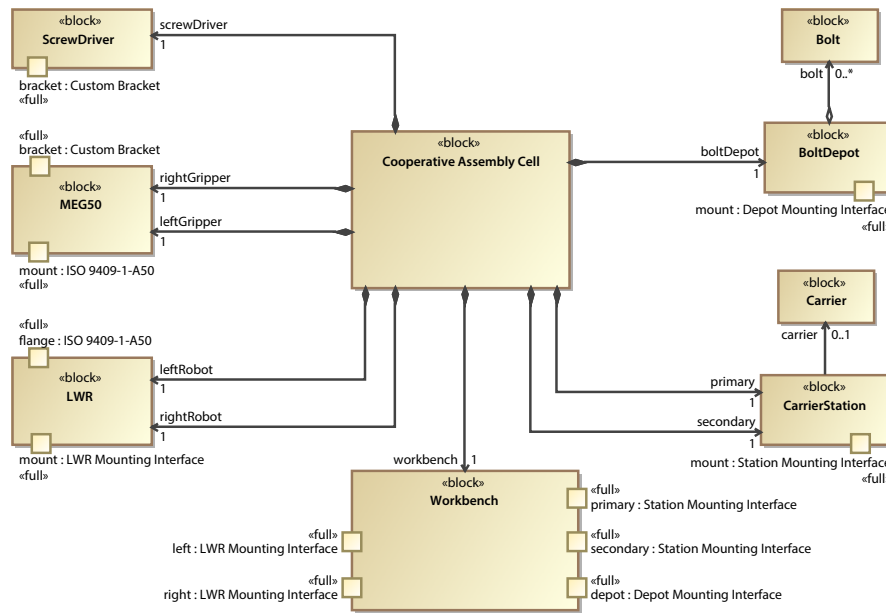 «block»
ScrewDriver
bracket : Custom Bracket
«full»
screwDriver
1
«block»
Bolt
bolt
0..*
«block»
BoltDepot
mount : Depot Mounting Interface
«full»
boltDepot
1
«block»
Cooperative Assembly Cell
«full»
bracket : Custom Bracket
«block»
MEG50
mount : ISO 9409-1-A50
«full»
rightGripper
1
leftGripper
1
«block»
Carrier
carrier
0..1
«full»
flange : ISO 9409-1-A50
«block»
LWR
mount : LWR Mounting Interface
«full»
leftRobot
1
rightRobot
1
primary
1
secondary
1
«block»
CarrierStation
mount : Station Mounting Interface
«full»
workbench
1
«block»
Workbench
«full»
primary : Station Mounting Interface
«full»
left : LWR Mounting Interface
«full»
secondary : Station Mounting Interface
«full»
right : LWR Mounting Interface
«full»
depot : Depot Mounting Interface